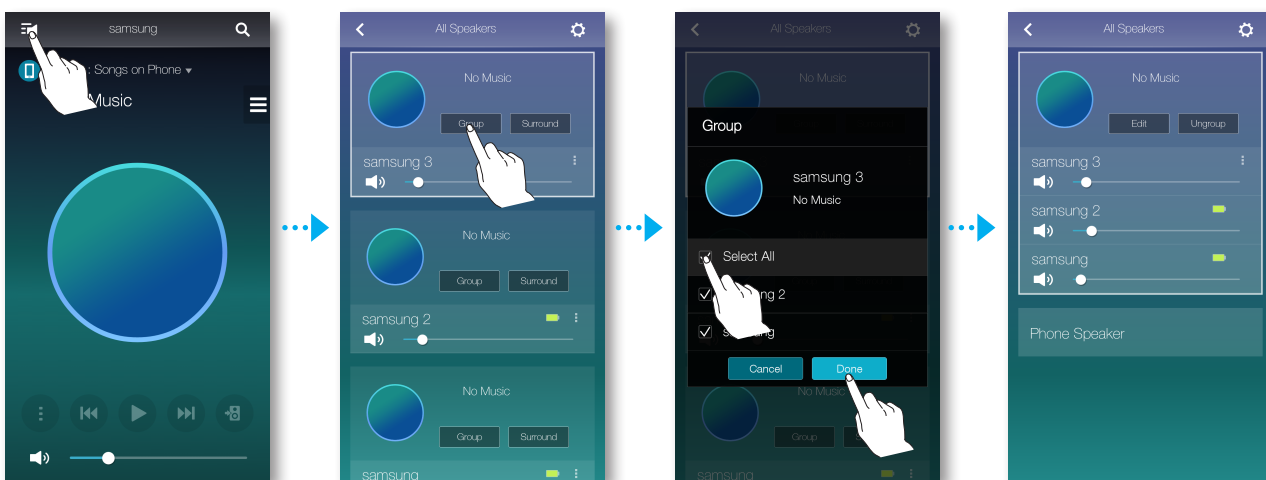 samsung
: Songs on Phone
Music
All Speakers
No Music
Group Surround
samsung 3
No Music
Group Surround
samsung 2
No Music
Group Surround
samsung
All Speakers
No Music
Group
samsung 3
No Music
Select All
samsung 2
samsung
Cancel Done
No Music
Group
samsung
All Speakers
No Music
Edit Ungroup
samsung 3
samsung 2
samsung
Phone Speaker